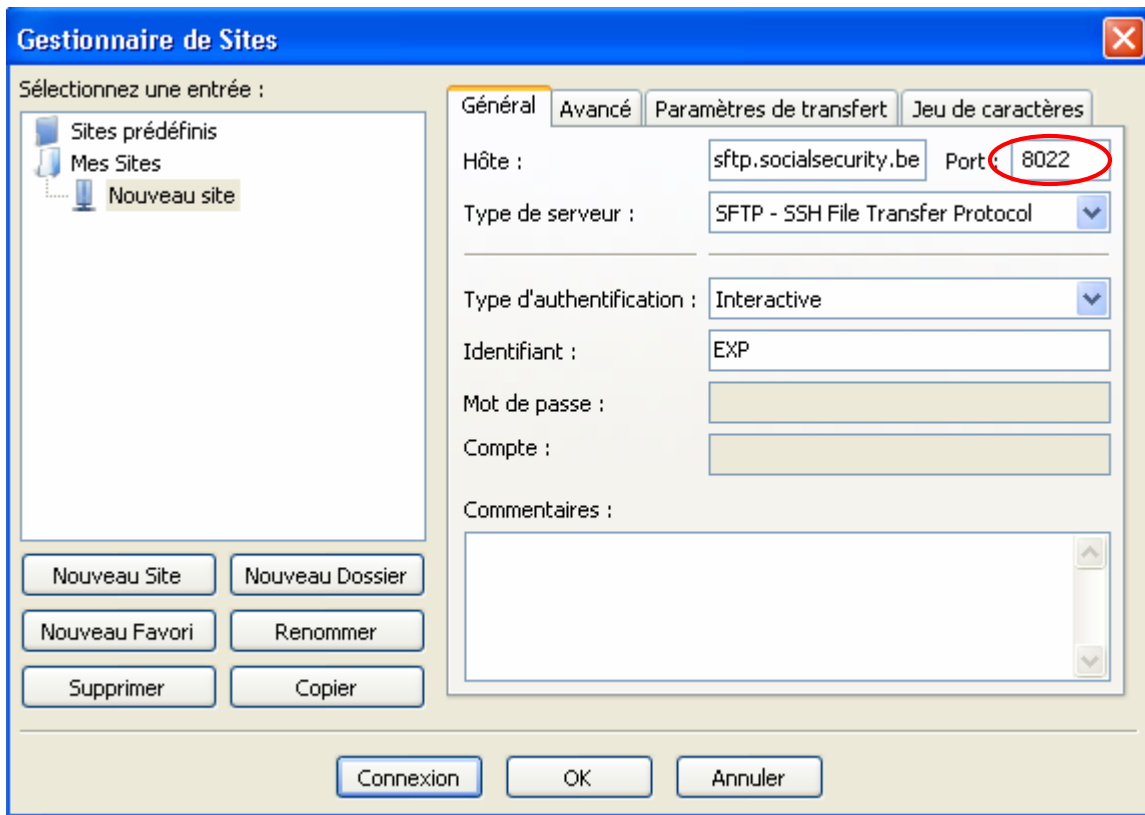 Gestionnaire de Sites
Sélectionnez une entrée :
Sites prédéfinis
Mes Sites
Nouveau site
Nouveau Site
Nouveau Dossier
Nouveau Favori
Renommer
Supprimer
Copier
Général
Avancé
Paramètres de transfert
Jeu de caractères
Hôte : sftp.socialsecurity.be Port : 8022
Type de serveur : SFTP - SSH File Transfer Protocol
Type d'authentification : Interactive
Identifiant : EXP
Mot de passe :
Compte :
Commentaires :
Connexion
OK
Annuler